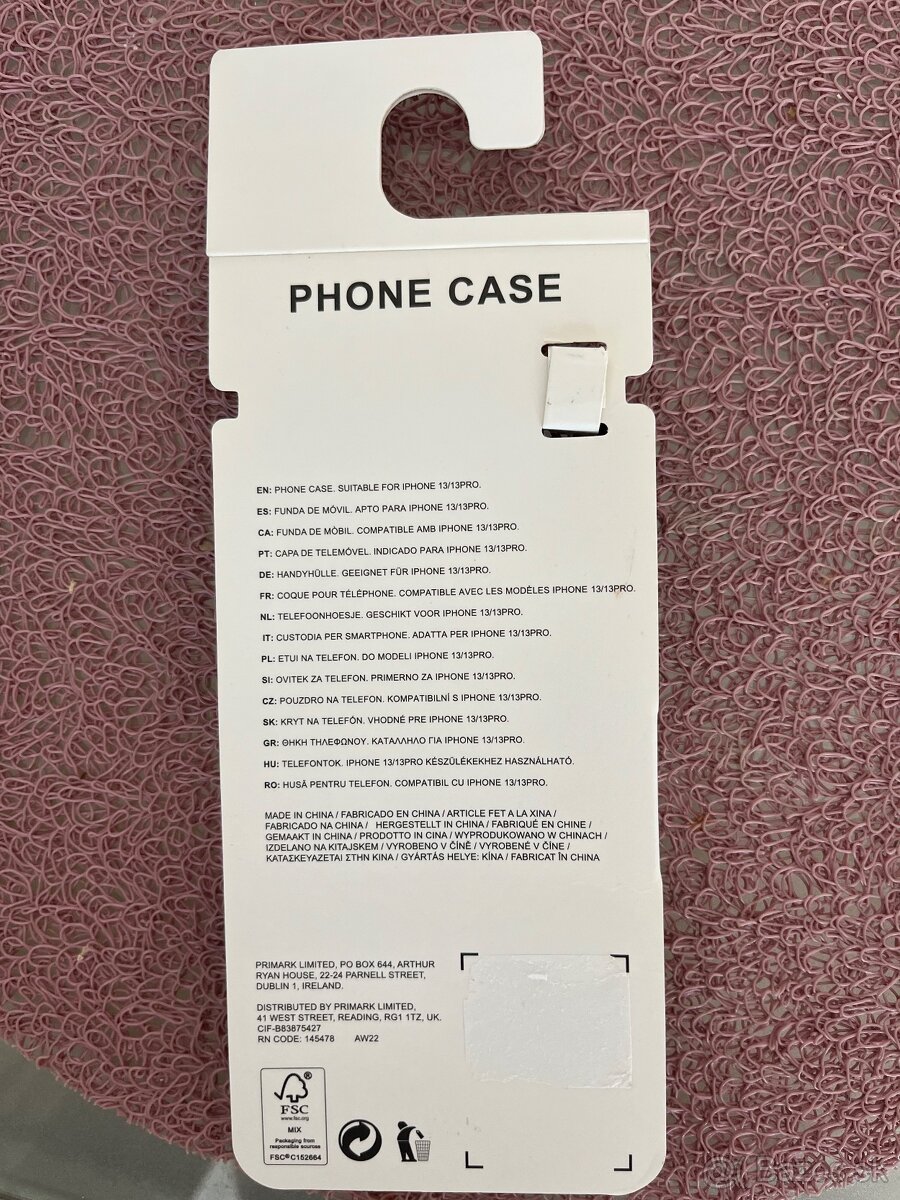 PHONE CASE
EN: PHONE CASE. SUITABLE FOR IPHONE 13/13PRO.
ES: FUNDA DE MÓVIL. APTO PARA IPHONE 13/13PRO.
CA: FUNDA DE MÒBIL. COMPATIBLE AMB IPHONE 13/13PRO.
PT: CAPA DE TELEMÓVEL. INDICADO PARA IPHONE 13/13PRO.
DE: HANDYHÜLLE. GEEIGNET FÜR IPHONE 13/13PRO.
FR: COQUE POUR TÉLÉPHONE. COMPATIBLE AVEC LES MODÈLES IPHONE 13/13PRO.
NL: TELEFOONHOESJE. GESCHIKT VOOR IPHONE 13/13PRO.
IT: CUSTODIA PER SMARTPHONE. ADATTA PER IPHONE 13/13PRO.
PL: ETUI NA TELEFON. DO MODELI IPHONE 13/13PRO.
SI: OVITEK ZA TELEFON. PRIMERNO ZA IPHONE 13/13PRO.
CZ: POUZDRO NA TELEFON. KOMPATIBILNÍ S IPHONE 13/13PRO.
SK: KRYT NA TELEFÓN. VHODNÉ PRE IPHONE 13/13PRO.
GR: ΘΗΚΗ ΤΗΛΕΦΩΝΟΥ. ΚΑΤΑΛΛΗΛΟ ΓΙΑ IPHONE 13/13PRO.
HU: TELEFONTOK. IPHONE 13/13PRO KÉSZÜLÉKEKHEZ HASZNÁLHATÓ.
RO: HUSĂ PENTRU TELEFON. COMPATIBIL CU IPHONE 13/13PRO.
MADE IN CHINA / FABRICADO EN CHINA / ARTICLE FET A LA XINA /
FABRICADO NA CHINA / HERGESTELLT IN CHINA / FABRIQUÉ EN CHINE /
GEMAAKT IN CHINA / PRODOTTO IN CINA / WYPRODUKOWANO W CHINACH /
IZDELANO NA KITAJSKEM / VYROBENO V ČÍNĚ / VYROBENÉ V ČÍNE /
ΚΑΤΑΣΚΕΥΑΖΕΤΑΙ ΣΤΗΝ ΚΙΝΑ / GYÁRTÁS HELYE: KÍNA / FABRICAT ÎN CHINA
PRIMARK LIMITED, PO BOX 644, ARTHUR
RYAN HOUSE, 22-24 PARNELL STREET,
DUBLIN 1, IRELAND.
DISTRIBUTED BY PRIMARK LIMITED,
41 WEST STREET, READING, RG1 1TZ, UK.
CIF-B83875427
RN CODE: 145478 AW22
®
FSC
www.fsc.org
MIX
Packaging from
responsible sources
FSC® C152664